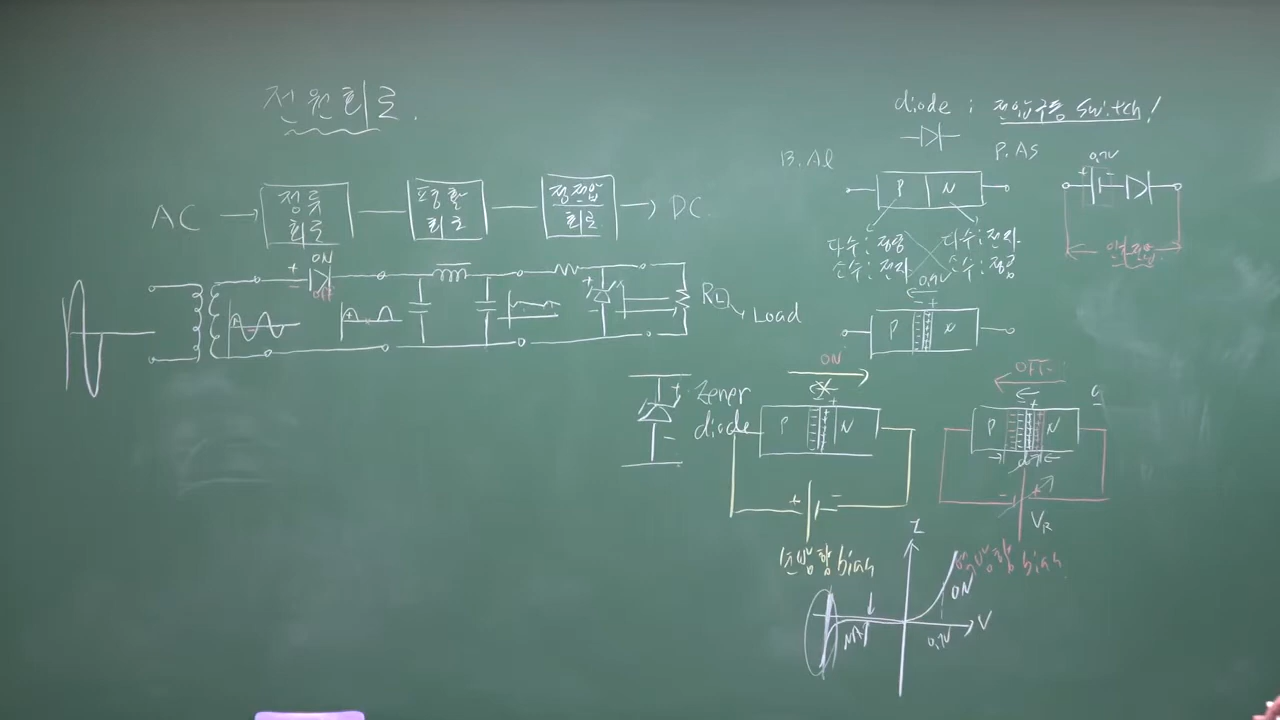 전원회로.
AC → 정류회로 — 평활회로 — 정전압회로 → DC.
+ ON
- OFF
+
-
RL
Load
+ Zener
- diode
diode : 전압구동 Switch!
B. Al
P. As
P N
다수 : 정공
소수 : 전자
다수 : 전자
소수 : 정공
0.7V
+ -
0.7V
P N
ON
P N
+ -
순방향 bias
OFF
P N
- +
VR
역방향 bias
I
ON
V
0.7V